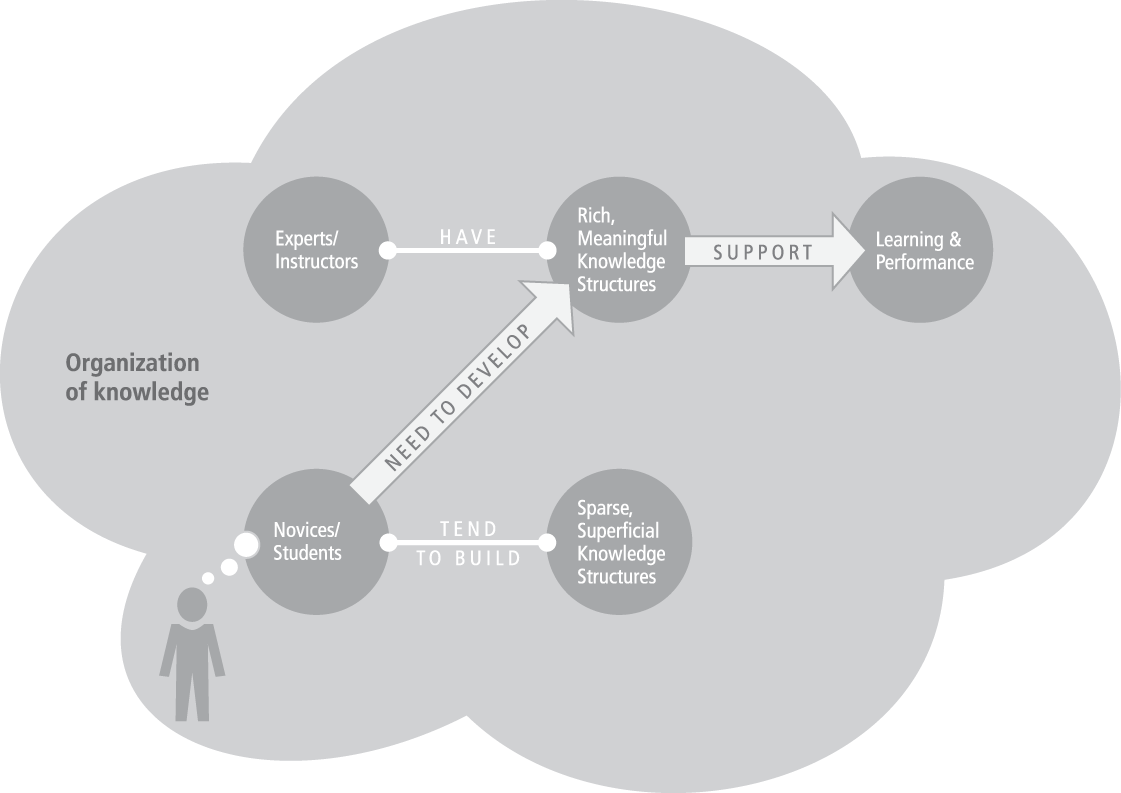 Experts/
Instructors
HAVE
Rich,
Meaningful
Knowledge
Structures
SUPPORT
Learning &
Performance
Organization
of knowledge
NEED TO DEVELOP
Novices/
Students
TEND
TO BUILD
Sparse,
Superficial
Knowledge
Structures